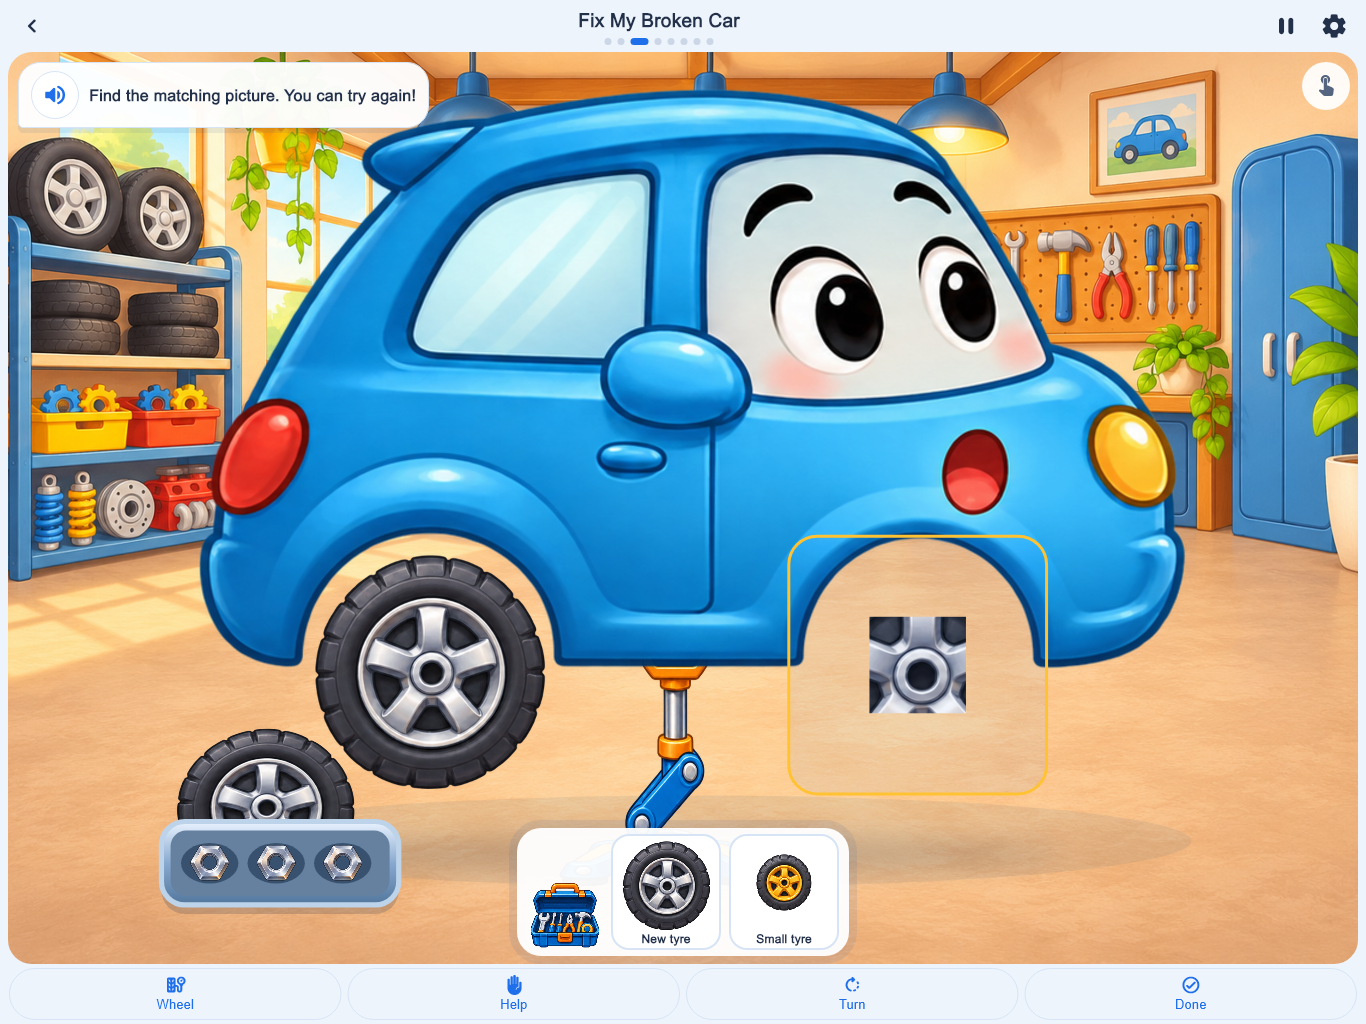 Fix My Broken Car
Find the matching picture. You can try again!
New tyre
Small tyre
Wheel
Help
Turn
Done